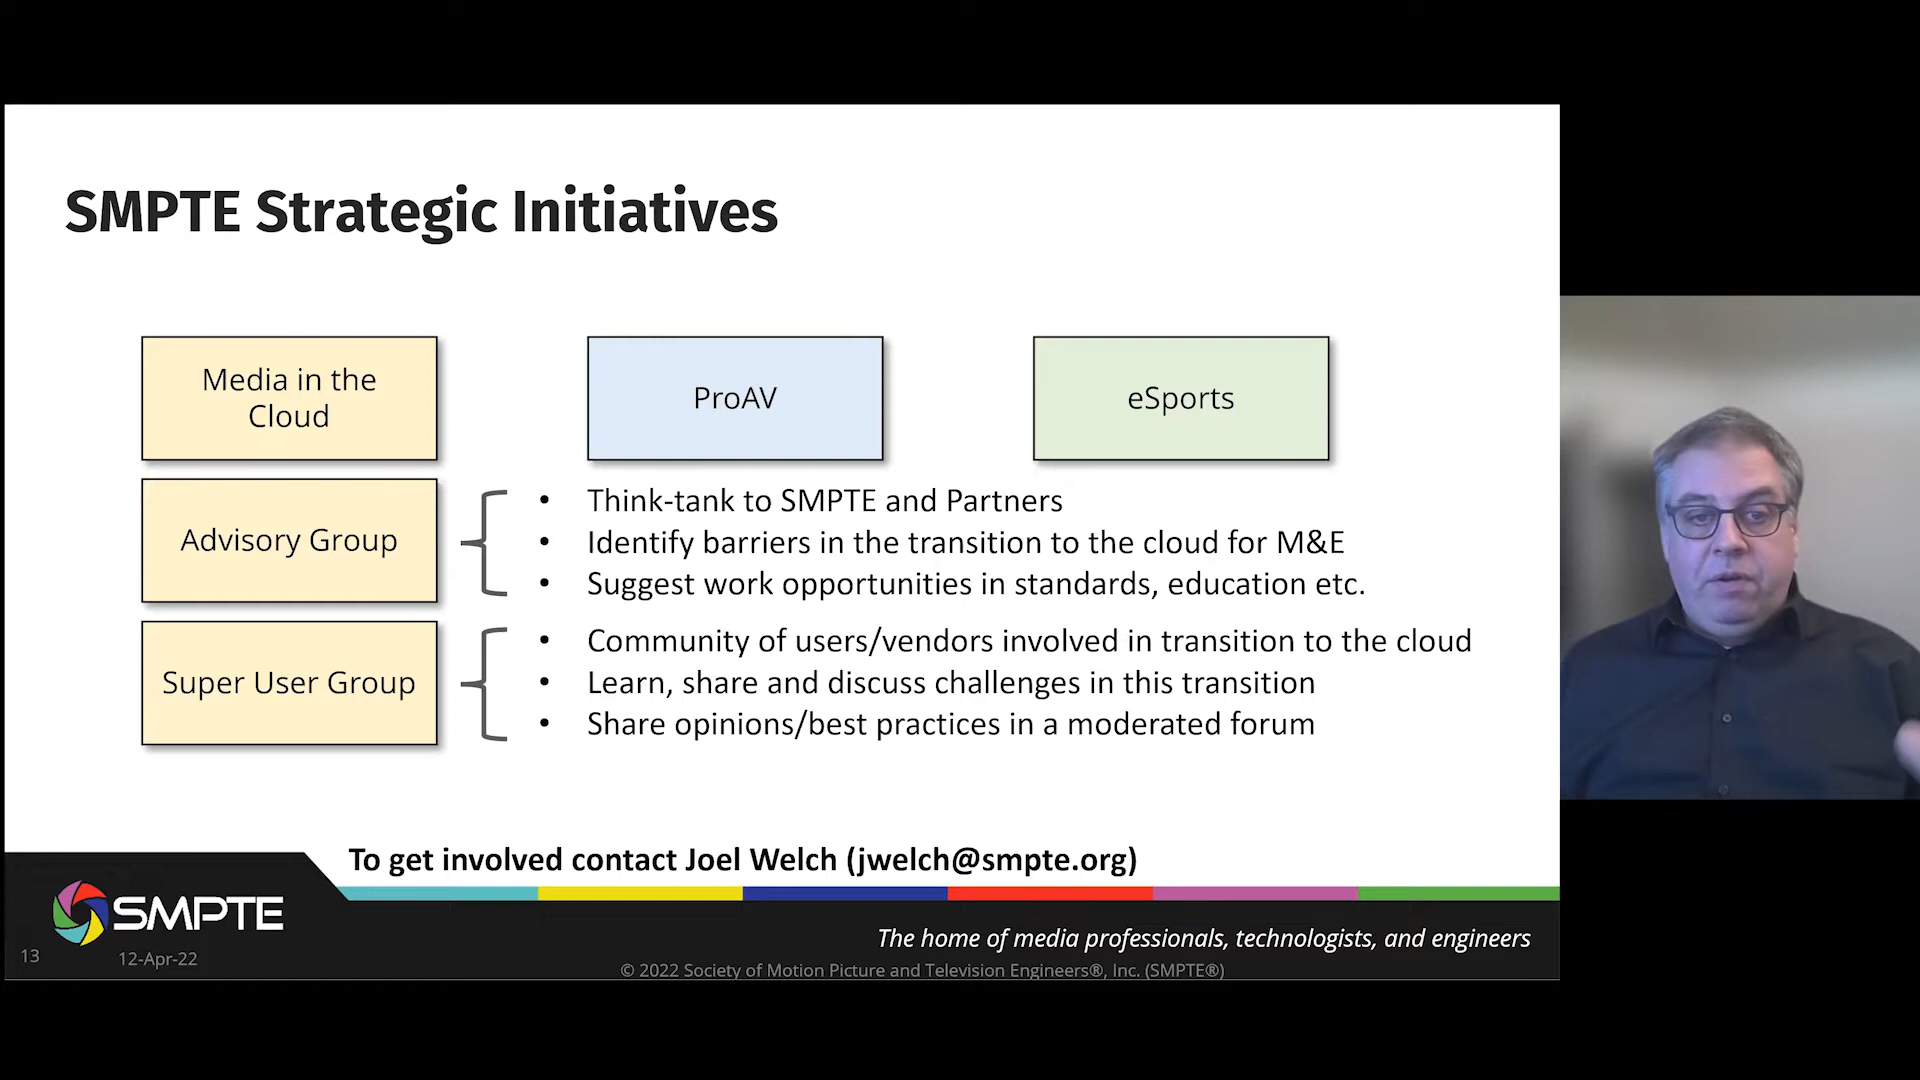 SMPTE Strategic Initiatives
Media in the
Cloud
ProAV
eSports
Advisory Group
• Think-tank to SMPTE and Partners
• Identify barriers in the transition to the cloud for M&E
• Suggest work opportunities in standards, education etc.
Super User Group
• Community of users/vendors involved in transition to the cloud
• Learn, share and discuss challenges in this transition
• Share opinions/best practices in a moderated forum
To get involved contact Joel Welch (jwelch@smpte.org)
SMPTE
The home of media professionals, technologists, and engineers
13
12-Apr-22
© 2022 Society of Motion Picture and Television Engineers®, Inc. (SMPTE®)